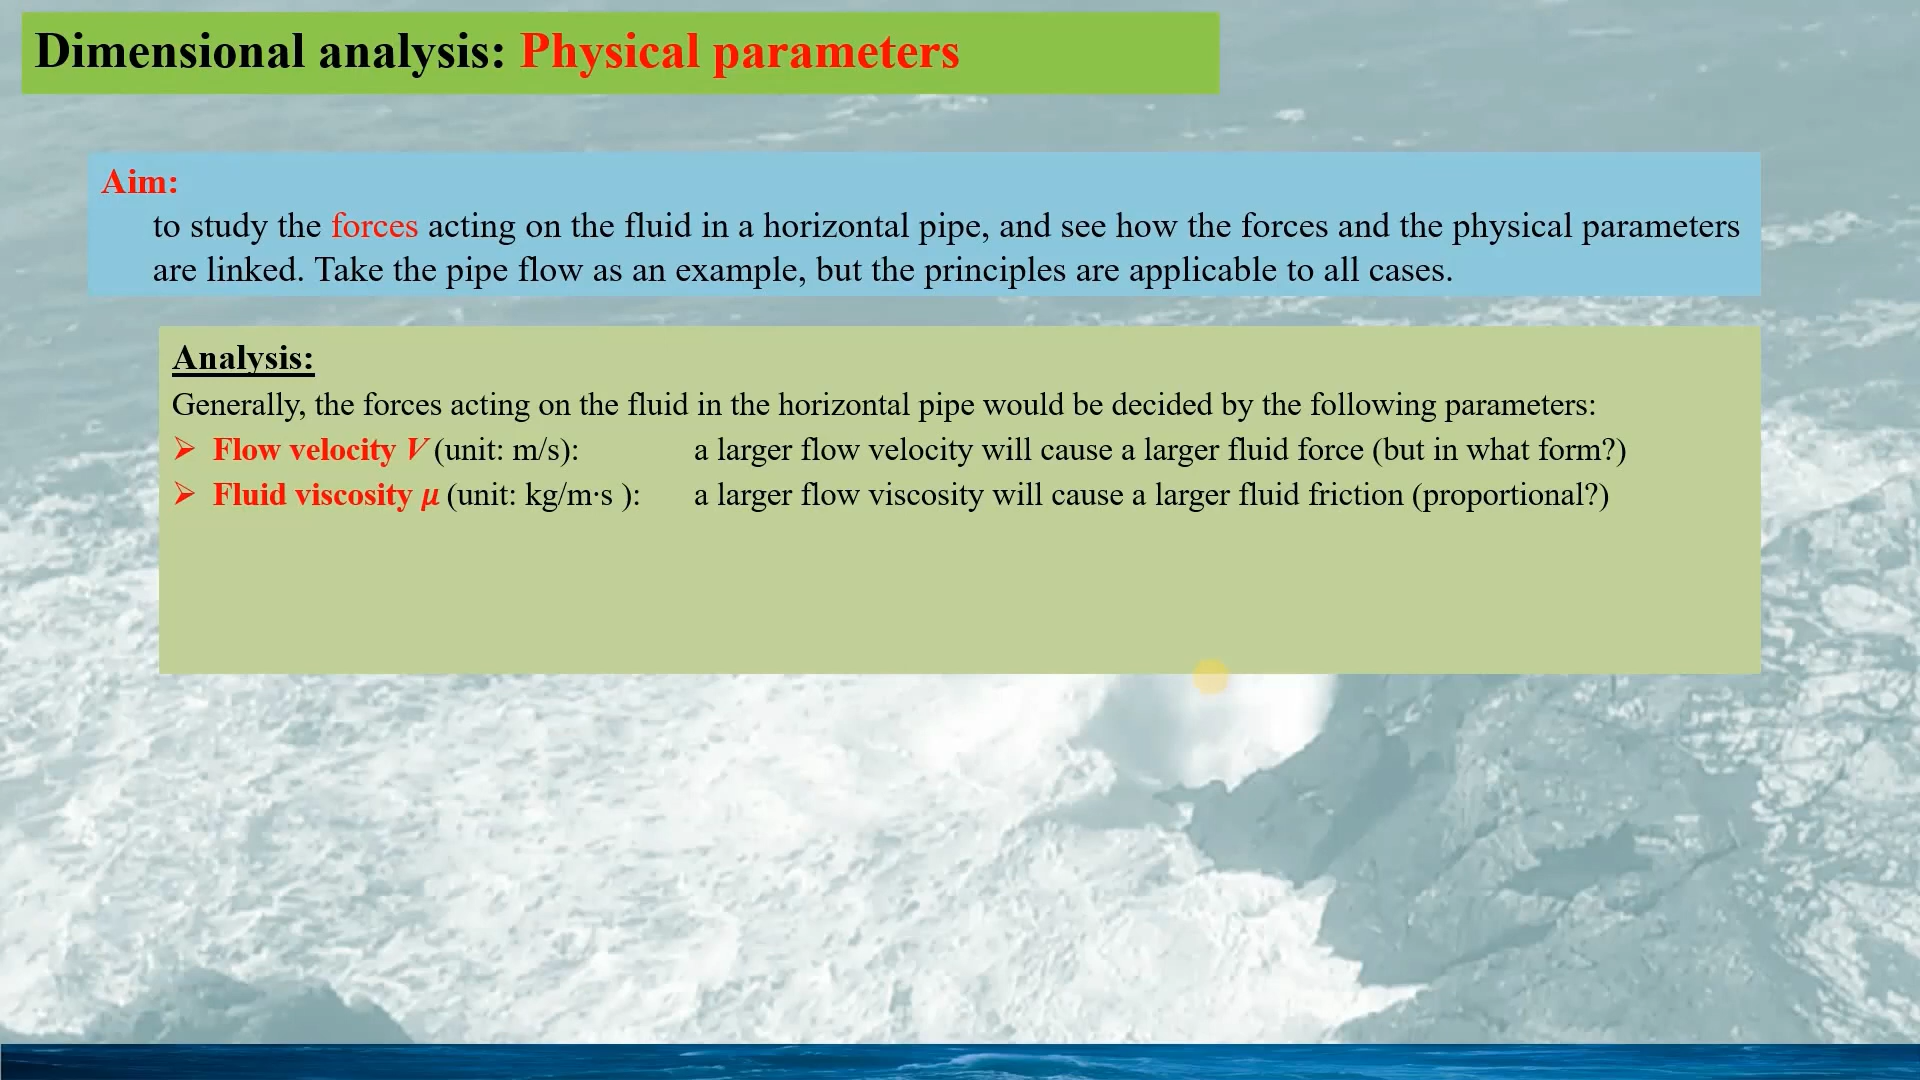 Dimensional analysis: Physical parameters
Aim:
to study the forces acting on the fluid in a horizontal pipe, and see how the forces and the physical parameters
are linked. Take the pipe flow as an example, but the principles are applicable to all cases.
Analysis:
Generally, the forces acting on the fluid in the horizontal pipe would be decided by the following parameters:
➢ Flow velocity V (unit: m/s): a larger flow velocity will cause a larger fluid force (but in what form?)
➢ Fluid viscosity μ (unit: kg/m·s ): a larger flow viscosity will cause a larger fluid friction (proportional?)